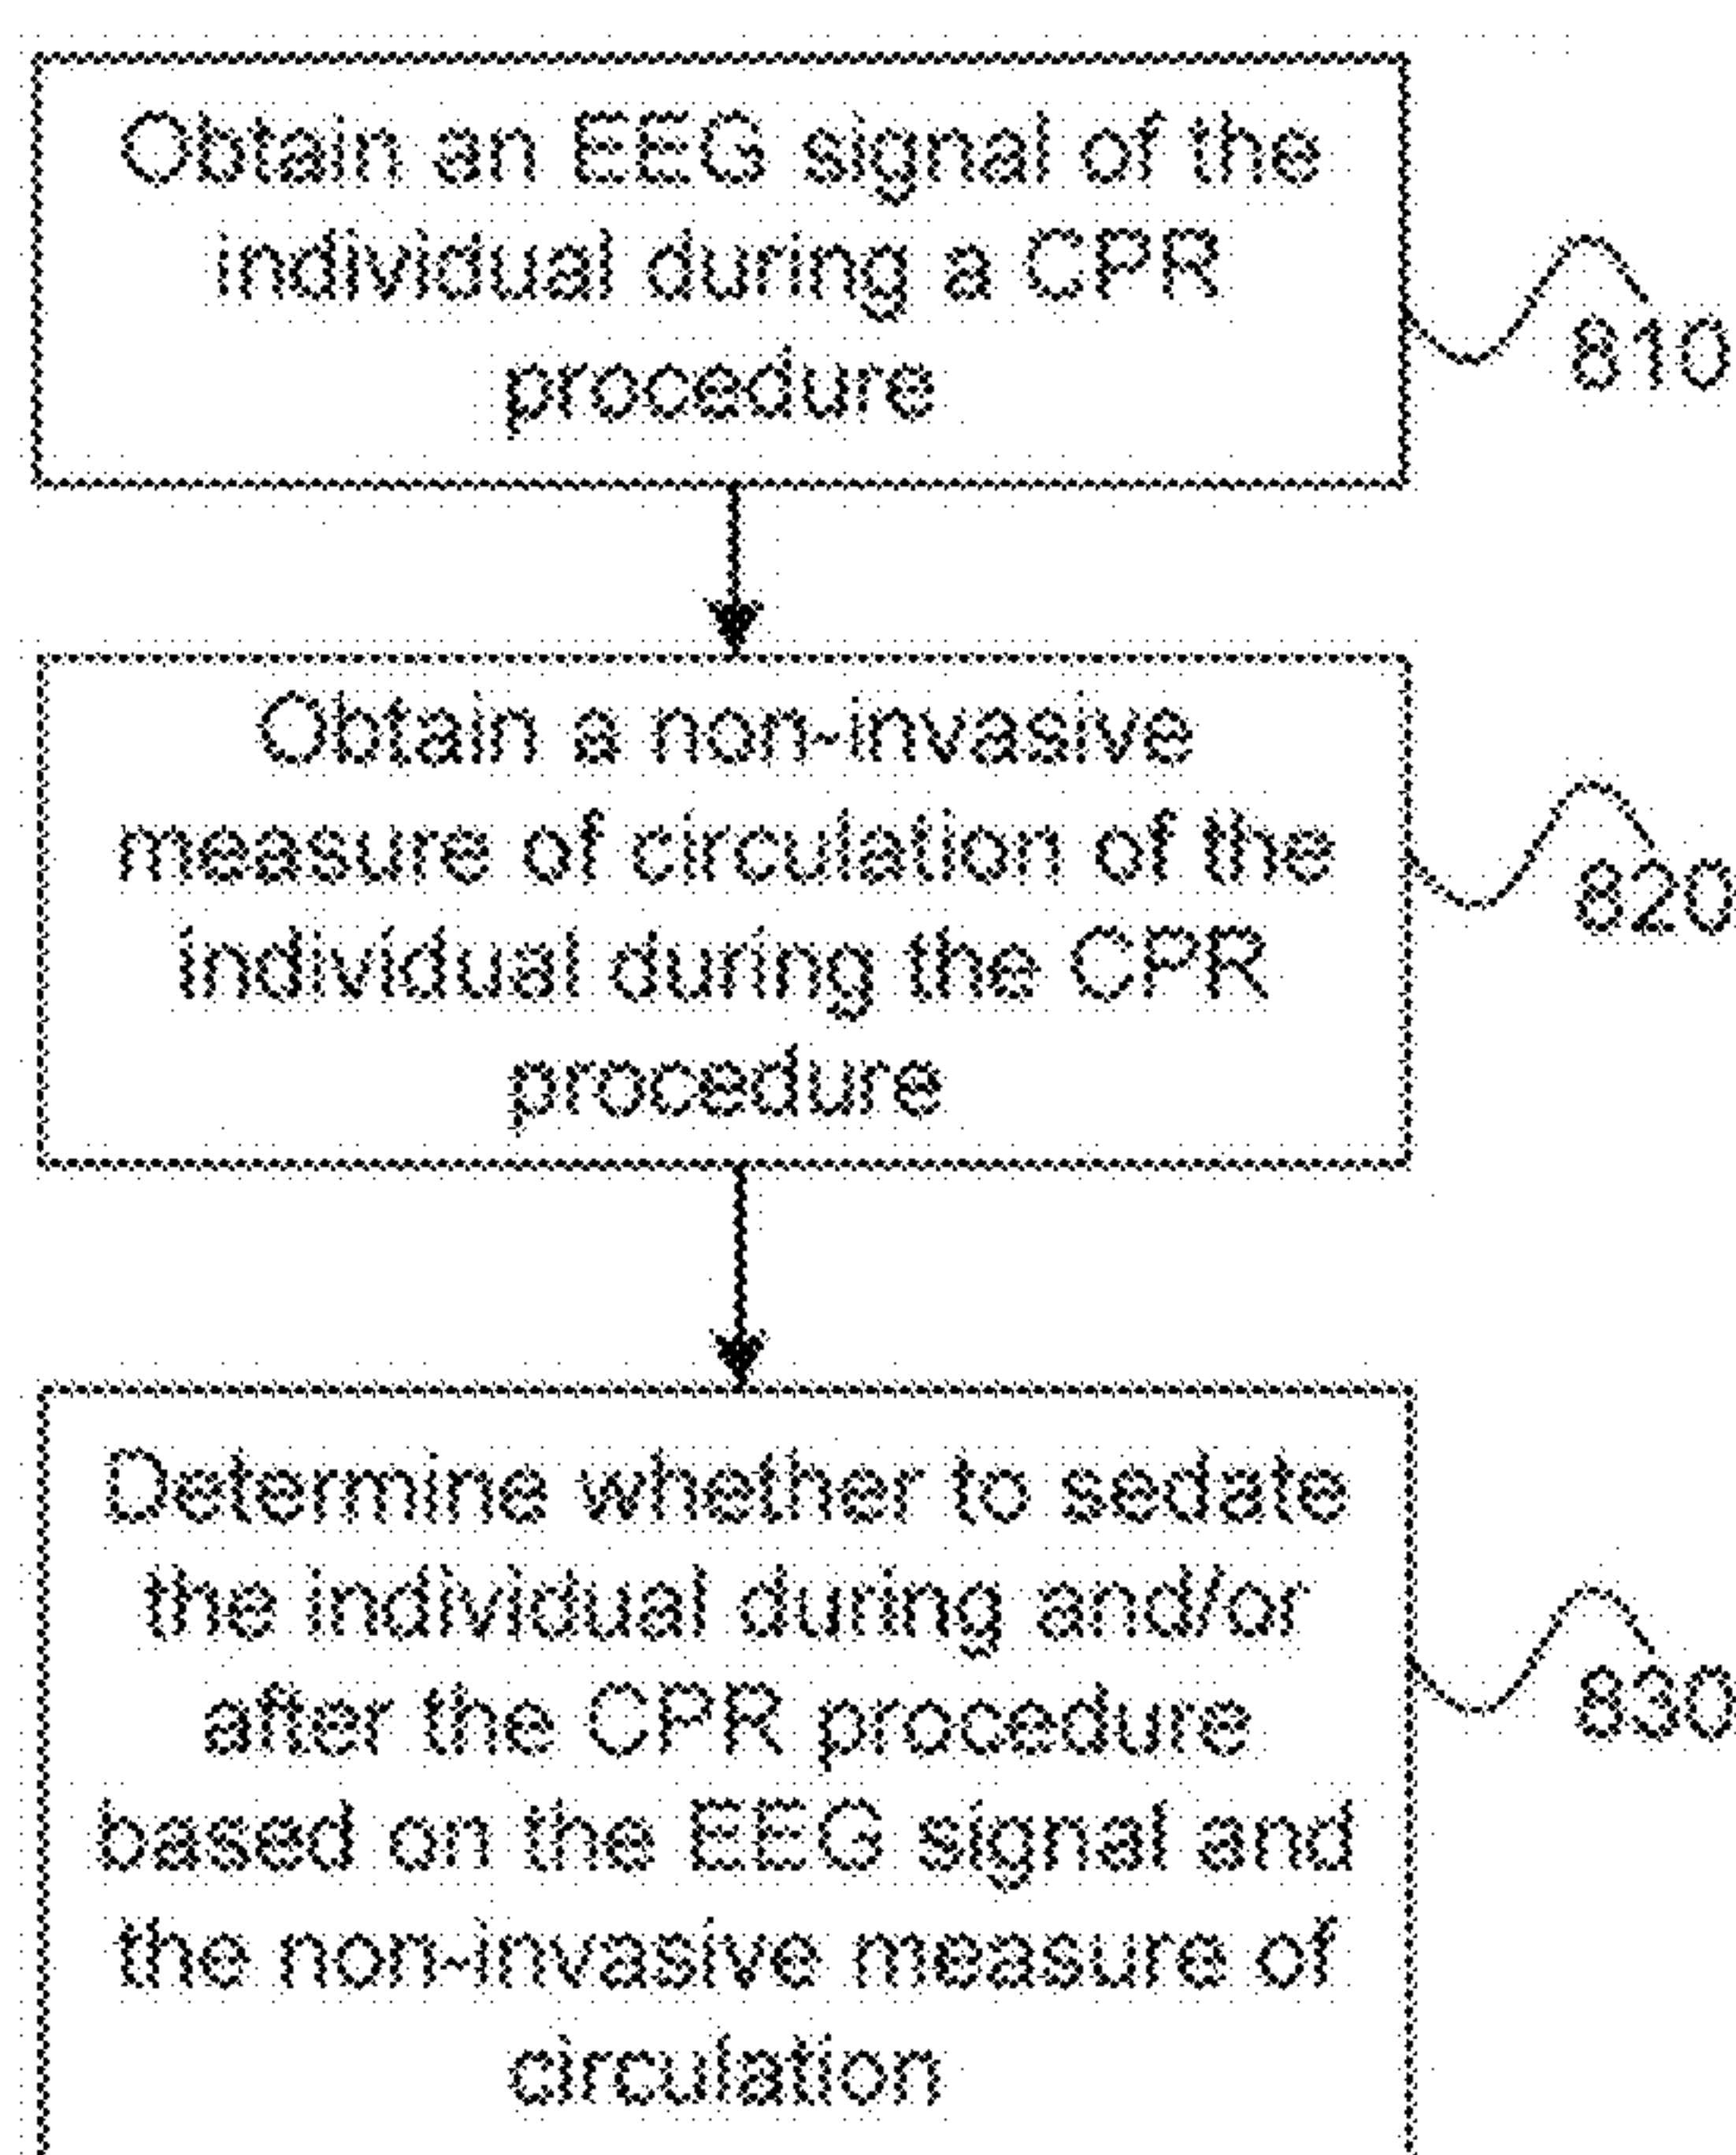 Obtain an EEG signal of the
individual during a CPR
procedure
810
Obtain a non-invasive
measure of circulation of the
individual during the CPR
procedure
820
Determine whether to sedate
the individual during and/or
after the CPR procedure
based on the EEG signal and
the non-invasive measure of
circulation
830